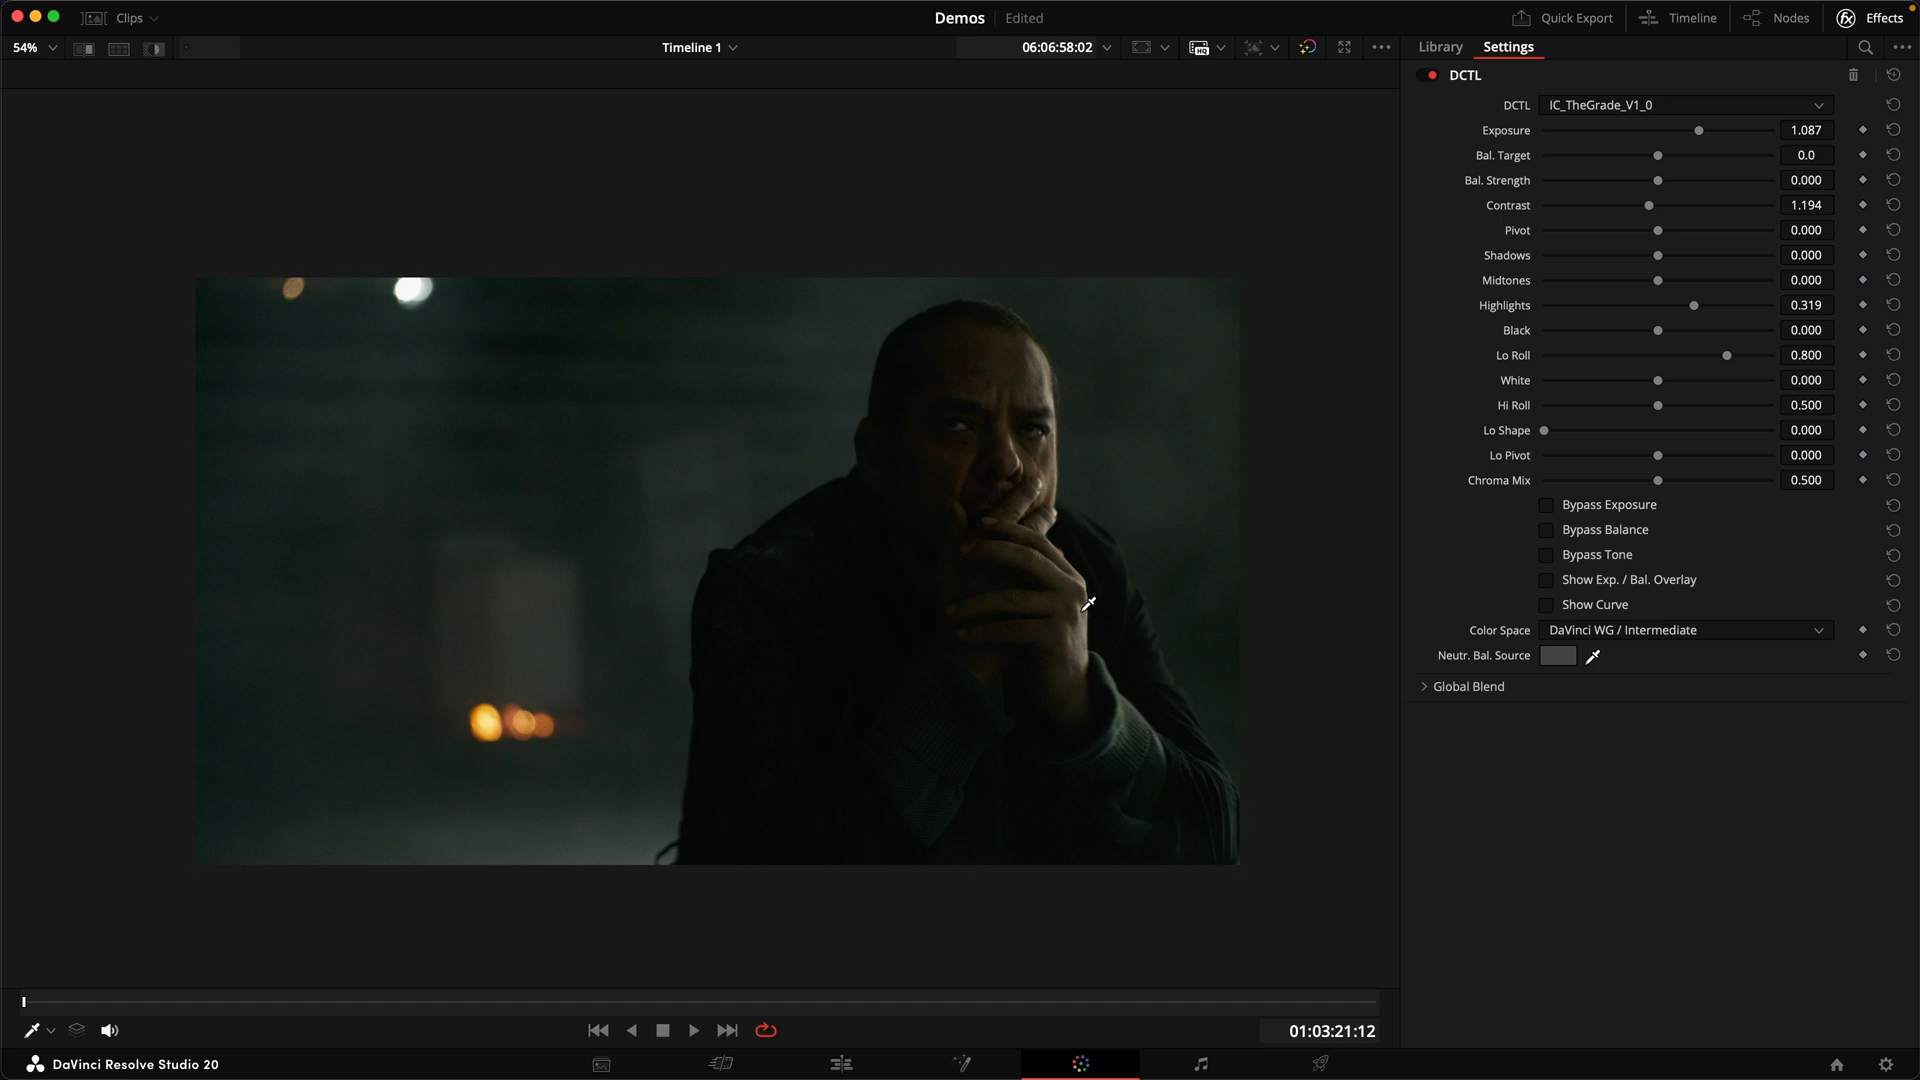 Clips
Demos Edited
Quick Export Timeline Nodes Effects
54% Timeline 1 06:06:58:02
HQ
Library Settings
DCTL
DCTL IC_TheGrade_V1_0
Exposure 1.087
Bal. Target 0.0
Bal. Strength 0.000
Contrast 1.194
Pivot 0.000
Shadows 0.000
Midtones 0.000
Highlights 0.319
Black 0.000
Lo Roll 0.800
White 0.000
Hi Roll 0.500
Lo Shape 0.000
Lo Pivot 0.000
Chroma Mix 0.500
Bypass Exposure
Bypass Balance
Bypass Tone
Show Exp. / Bal. Overlay
Show Curve
Color Space DaVinci WG / Intermediate
Neutr. Bal. Source
Global Blend
01:03:21:12
DaVinci Resolve Studio 20